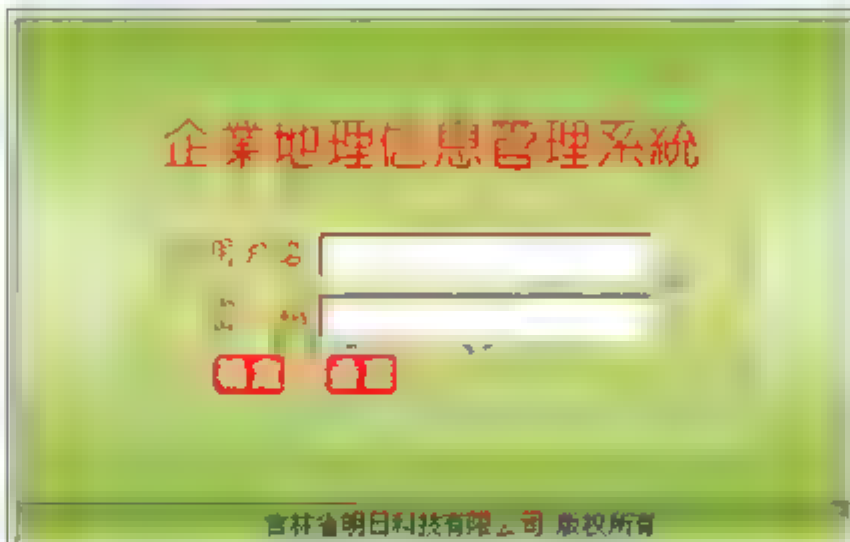 企業地理信息管理系統
用户名
吉林省明日科技有限公司 版权所有